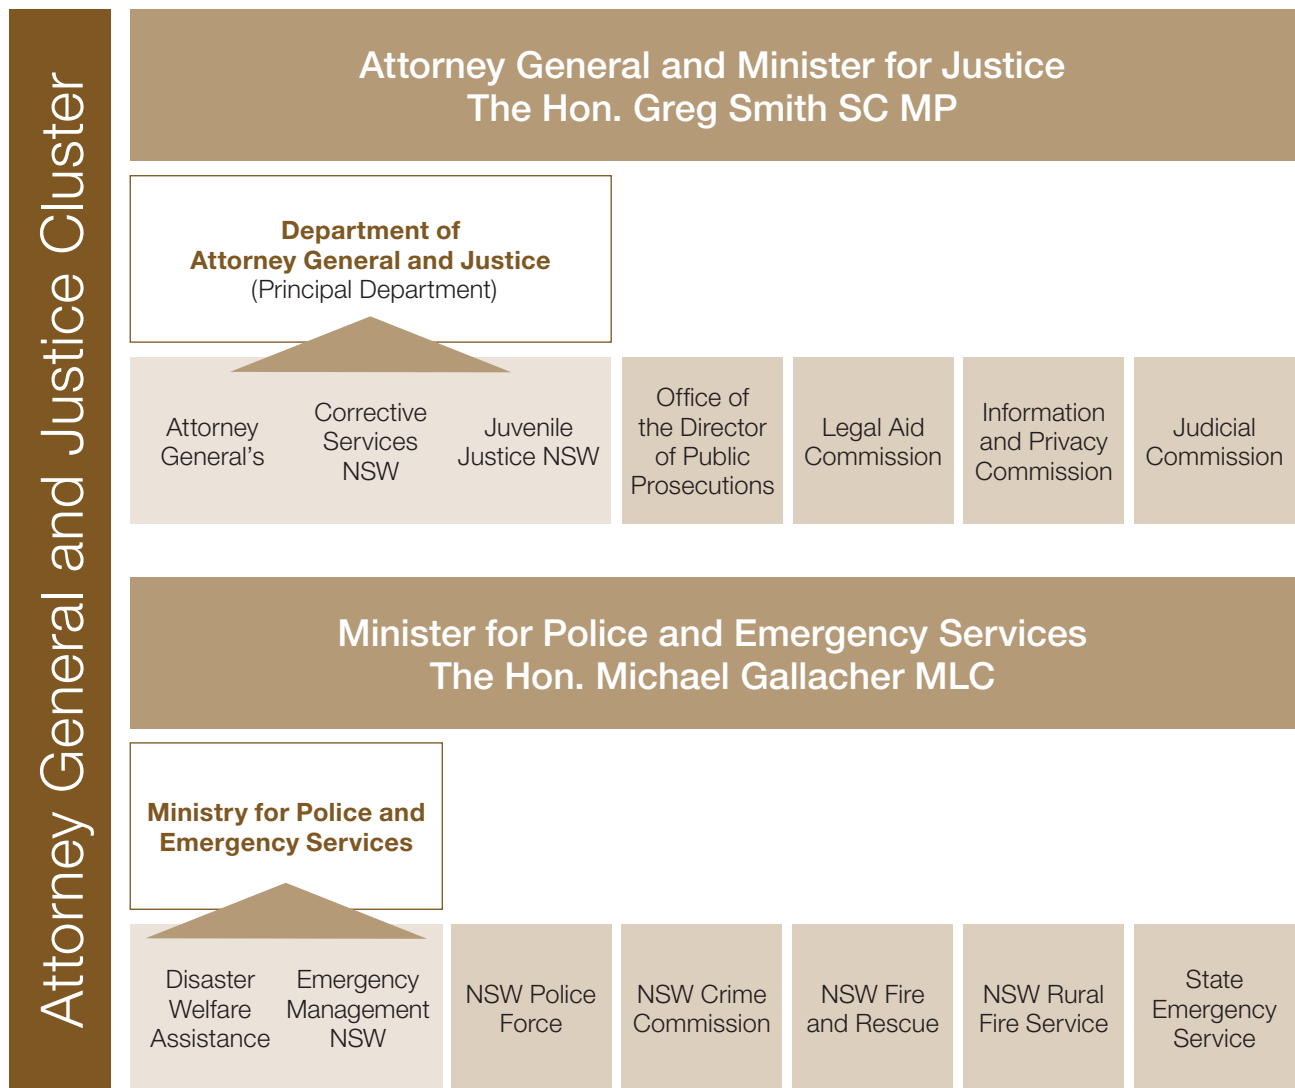 Attorney General and Justice Cluster
Attorney General and Minister for Justice
The Hon. Greg Smith SC MP
Department of
Attorney General and Justice
(Principal Department)
Attorney
General’s
Corrective
Services
NSW
Juvenile
Justice NSW
Office of
the Director
of Public
Prosecutions
Legal Aid
Commission
Information
and Privacy
Commission
Judicial
Commission
Minister for Police and Emergency Services
The Hon. Michael Gallacher MLC
Ministry for Police and
Emergency Services
Disaster
Welfare
Assistance
Emergency
Management
NSW
NSW Police
Force
NSW Crime
Commission
NSW Fire
and Rescue
NSW Rural
Fire Service
State
Emergency
Service